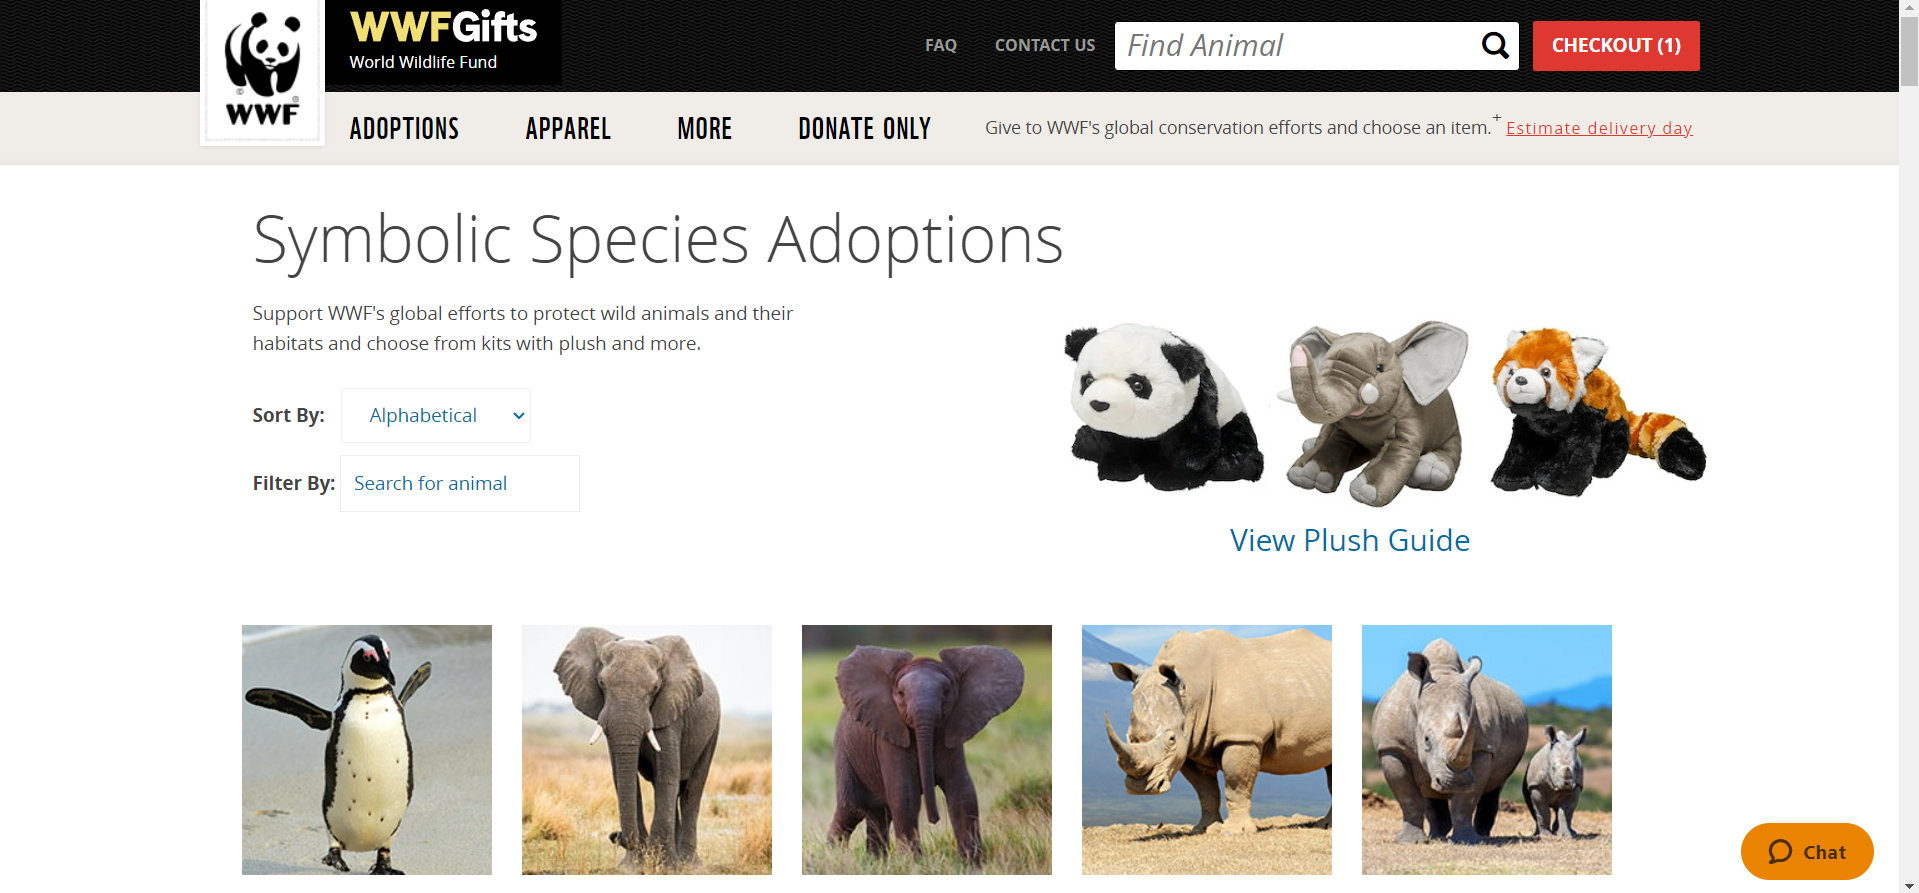 WWFGifts
World Wildlife Fund
FAQ
CONTACT US
Find Animal
CHECKOUT (1)
©
®
WWF
ADOPTIONS
APPAREL
MORE
DONATE ONLY
Give to WWF's global conservation efforts and choose an item.+ Estimate delivery day
Symbolic Species Adoptions
Support WWF's global efforts to protect wild animals and their
habitats and choose from kits with plush and more.
Sort By: Alphabetical
Filter By: Search for animal
View Plush Guide
Chat